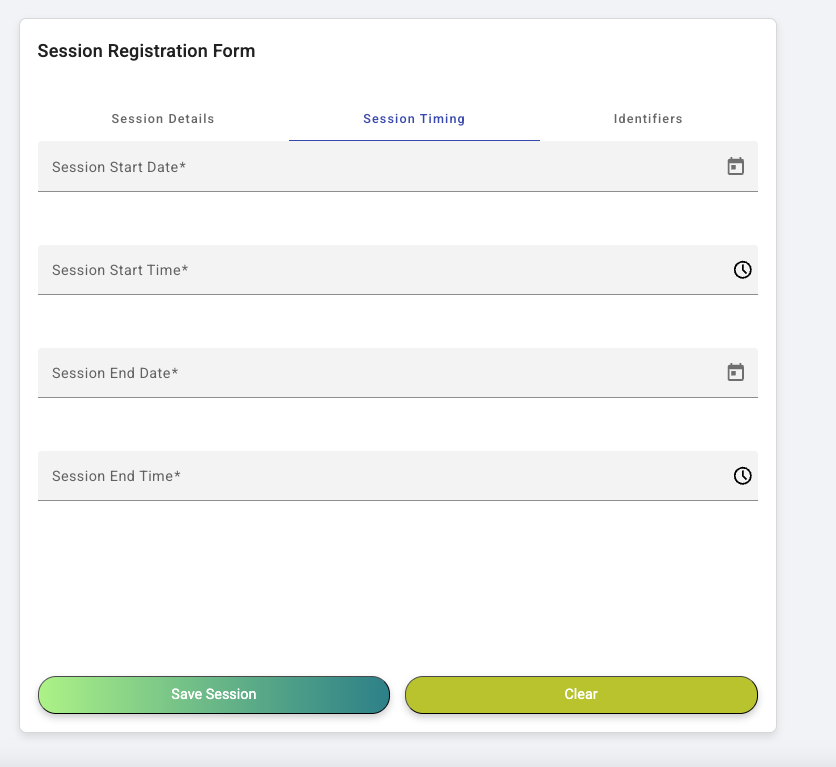 Session Registration Form
Session Details Session Timing Identifiers
Session Start Date*
Session Start Time*
Session End Date*
Session End Time*
Save Session Clear